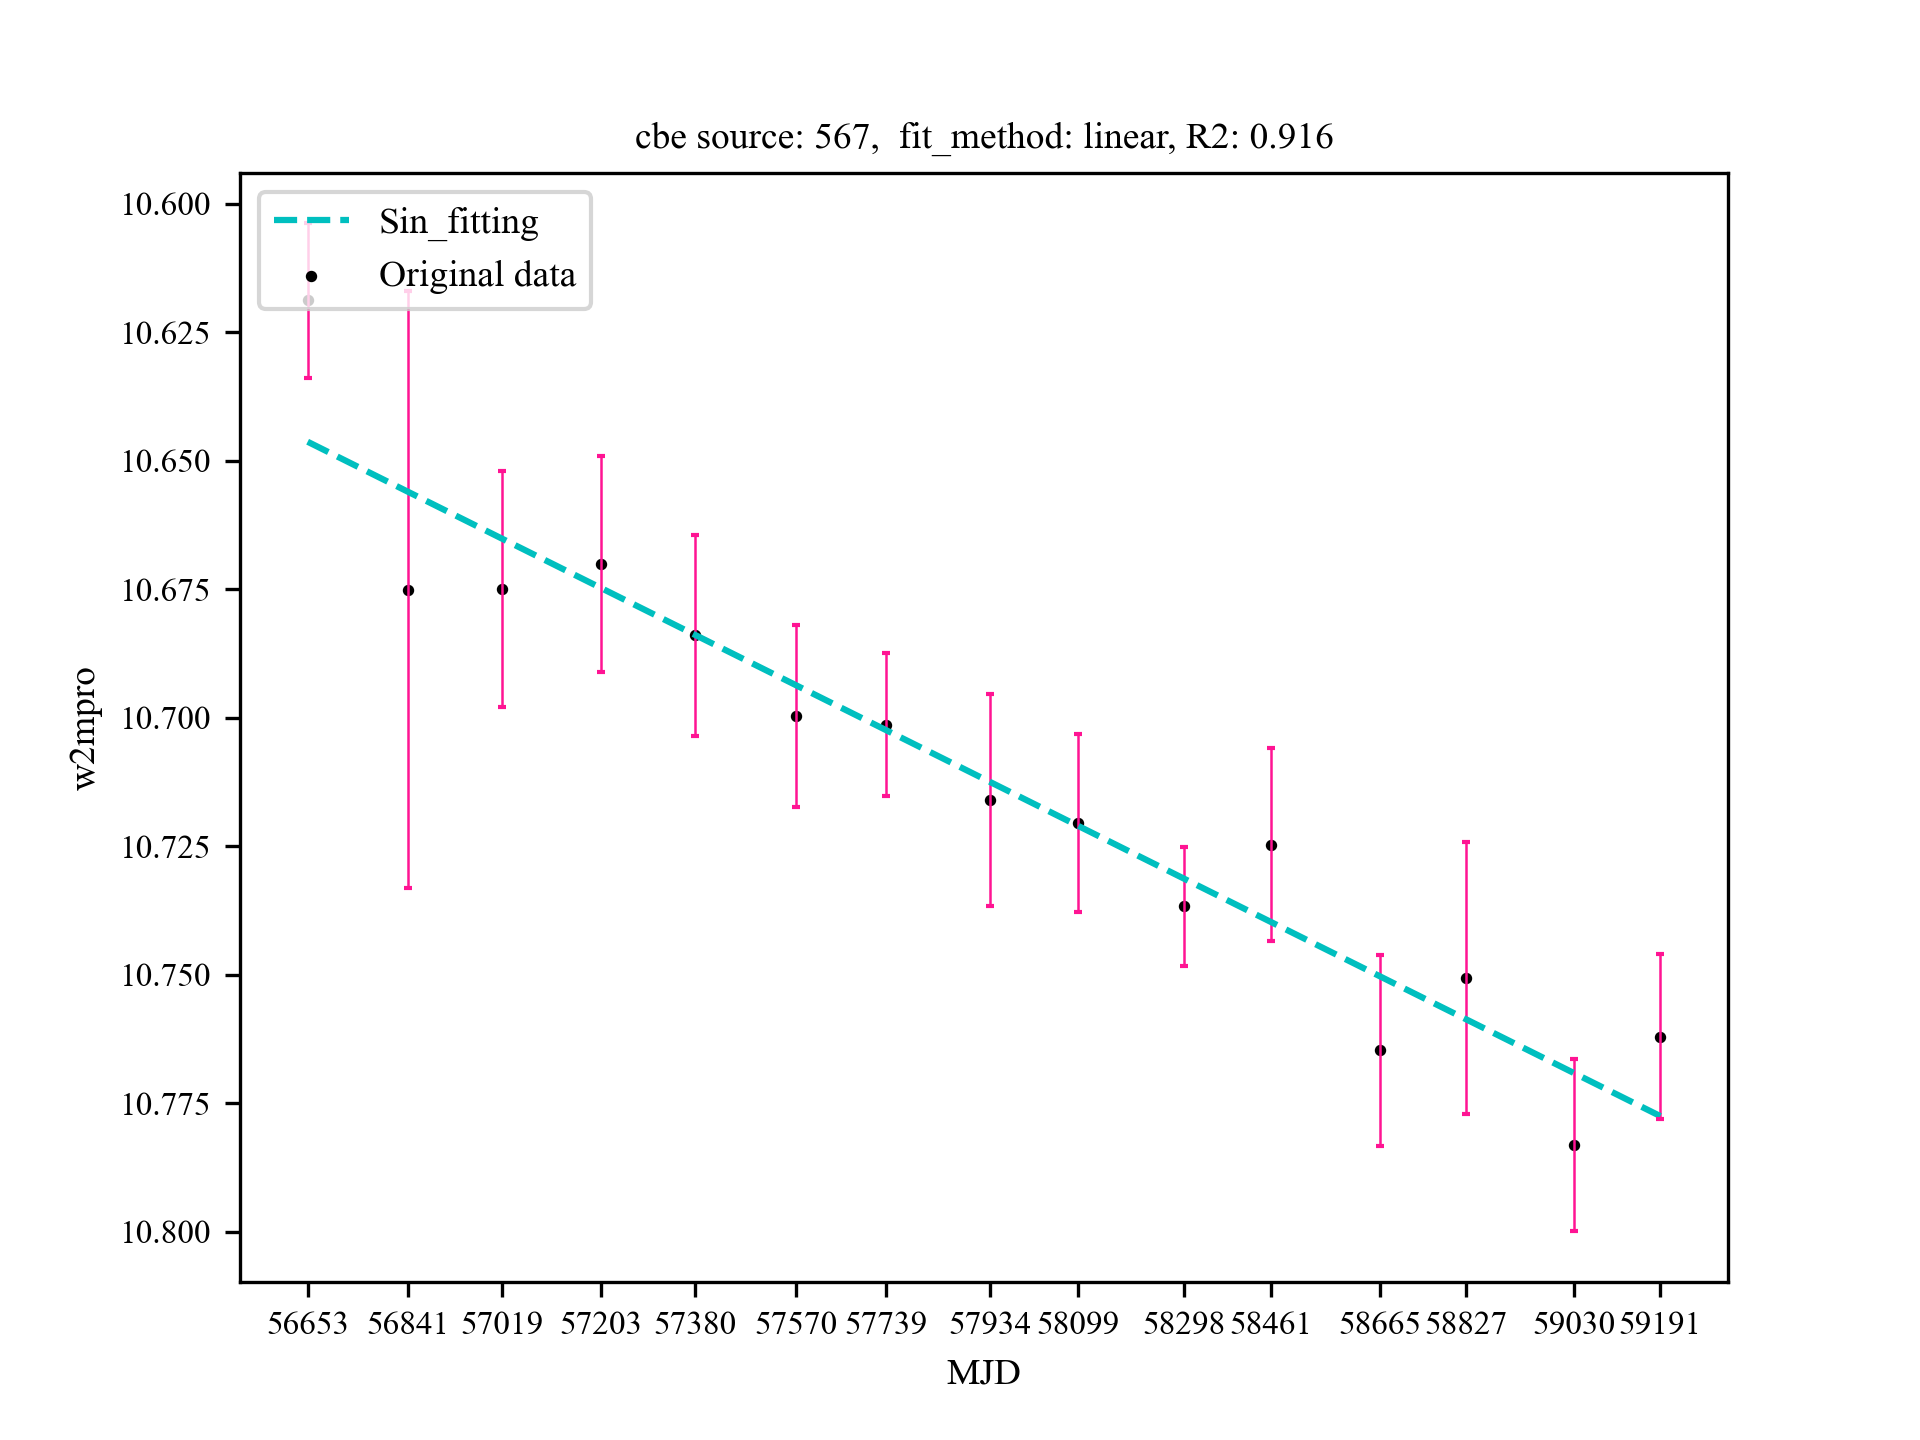 cbe source: 567,  fit_method: linear, R2: 0.916
Sin_fitting
Original data
10.600
10.625
10.650
10.675
10.700
10.725
10.750
10.775
10.800
w2mpro
56653 56841 57019 57203 57380 57570 57739 57934 58099 58298 58461 58665 58827 59030 59191
MJD